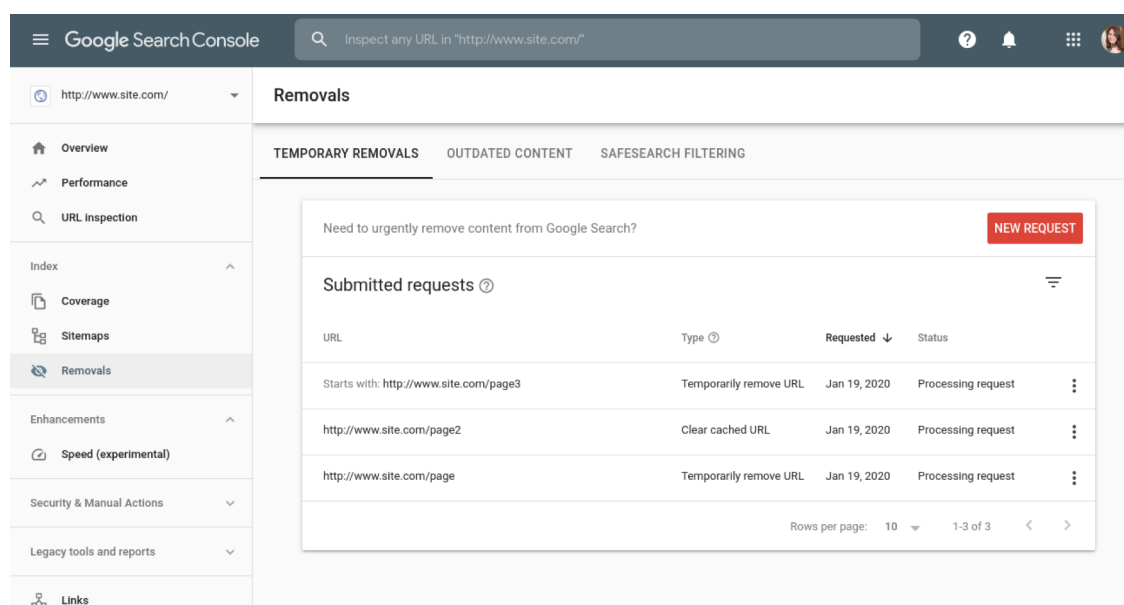 Google Search Console
Inspect any URL in "http://www.site.com/"
http://www.site.com/
Removals
Overview
Performance
URL inspection
Index
Coverage
Sitemaps
Removals
Enhancements
Speed (experimental)
Security & Manual Actions
Legacy tools and reports
Links
TEMPORARY REMOVALS OUTDATED CONTENT SAFESEARCH FILTERING
Need to urgently remove content from Google Search? NEW REQUEST
Submitted requests
URL Type Requested Status
Starts with: http://www.site.com/page3 Temporarily remove URL Jan 19, 2020 Processing request
http://www.site.com/page2 Clear cached URL Jan 19, 2020 Processing request
http://www.site.com/page Temporarily remove URL Jan 19, 2020 Processing request
Rows per page: 10 1-3 of 3